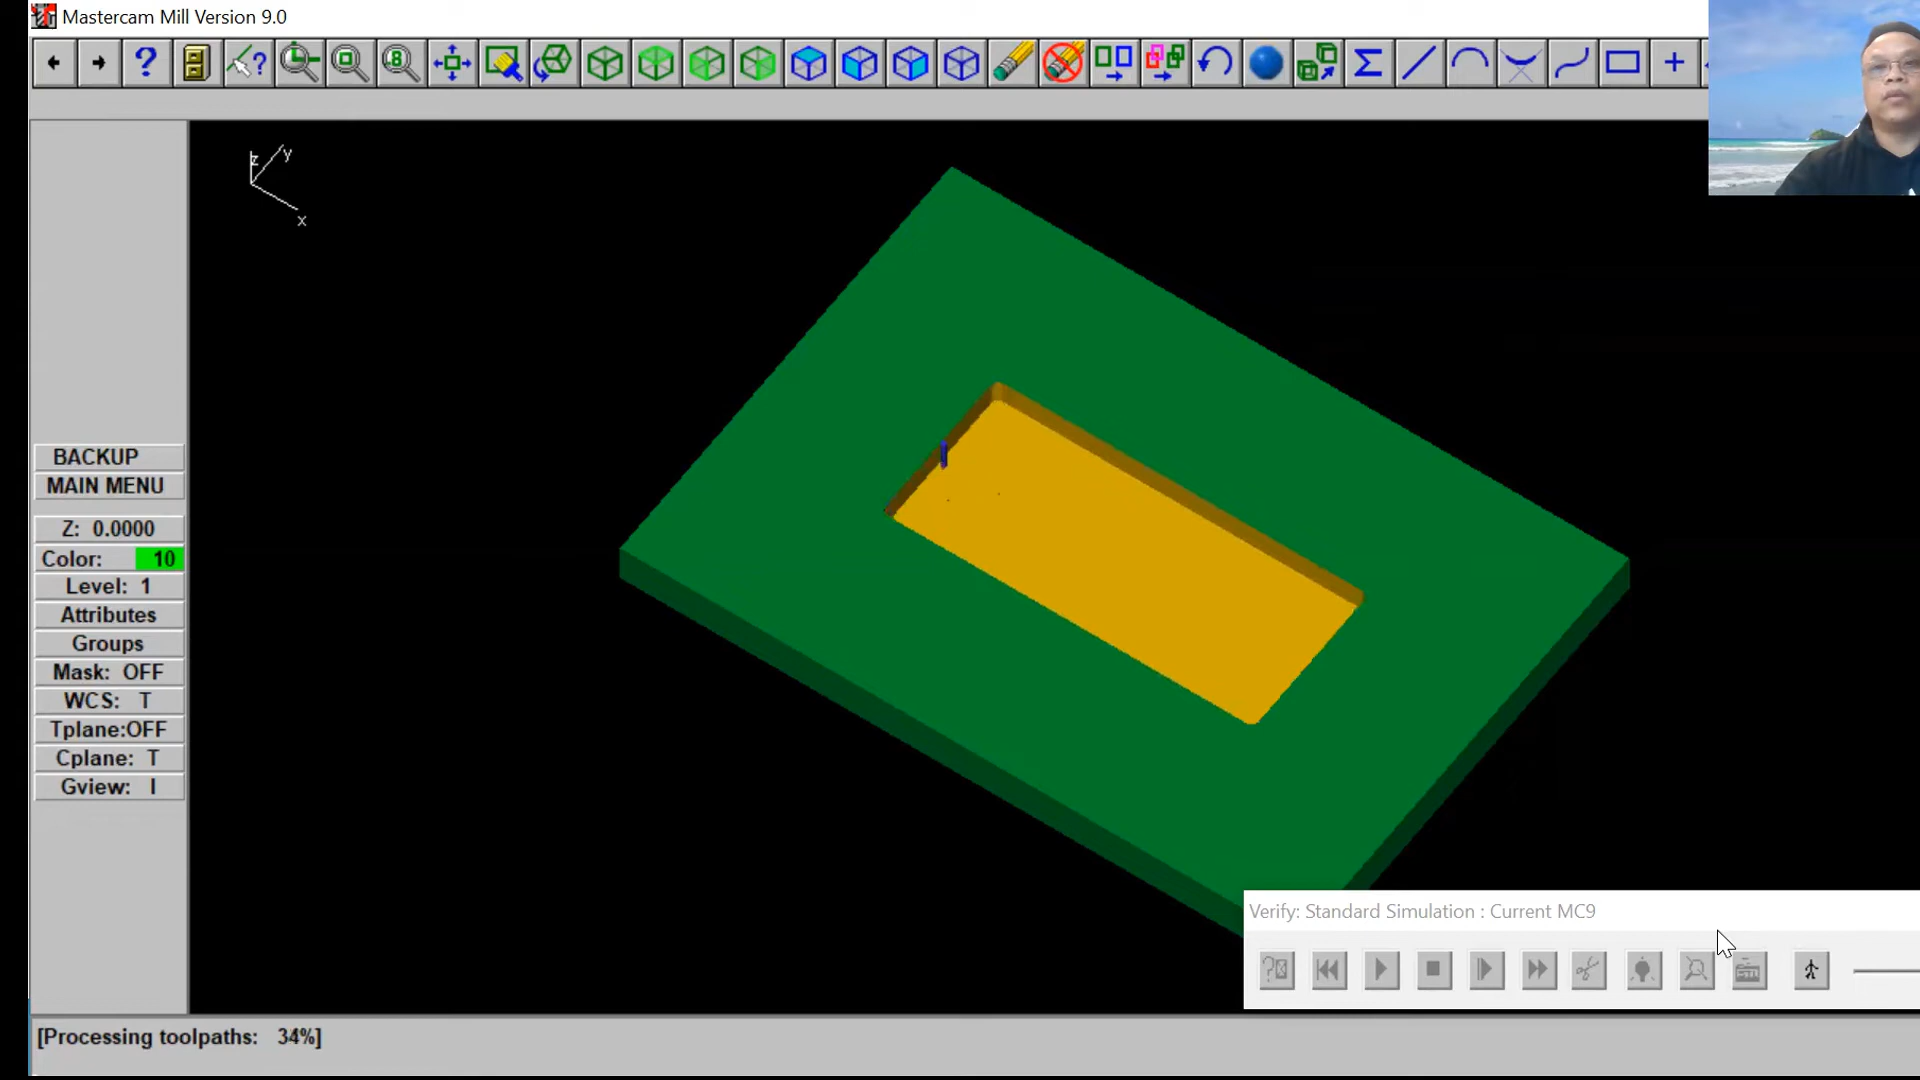 Mastercam Mill Version 9.0
z
y
x
BACKUP
MAIN MENU
Z: 0.0000
Color: 10
Level: 1
Attributes
Groups
Mask: OFF
WCS: T
Tplane:OFF
Cplane: T
Gview: I
Verify: Standard Simulation : Current MC9
[Processing toolpaths: 34%]